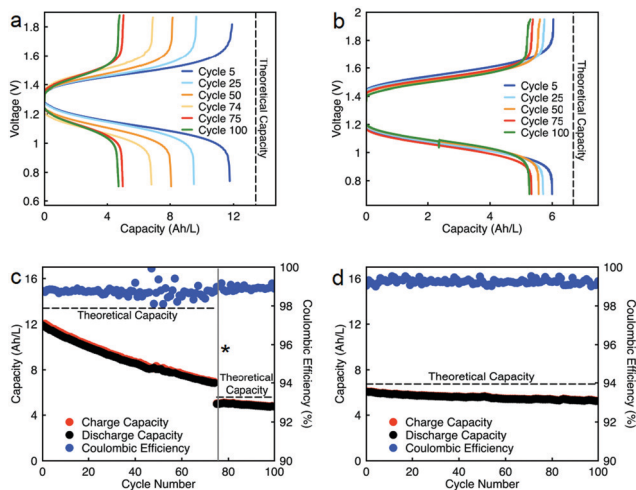 a
1.8
1.6
1.4
1.2
1.0
0.8
0.6
Voltage (V)
Cycle 5
Cycle 25
Cycle 50
Cycle 74
Cycle 75
Cycle 100
Theoretical Capacity
0 3 6 9 12
Capacity (Ah/L)
b
2
1.8
1.6
1.4
1.2
1
0.8
Voltage (V)
Cycle 5
Cycle 25
Cycle 50
Cycle 75
Cycle 100
Theoretical Capacity
0 2 4 6
Capacity (Ah/L)
c
16
12
8
4
0
Capacity (Ah/L)
Theoretical Capacity
*
Theoretical
Capacity
Charge Capacity
Discharge Capacity
Coulombic Efficiency
100
98
96
94
92
90
Coulombic Efficiency (%)
0 20 40 60 80 100
Cycle Number
d
16
12
8
4
0
Capacity (Ah/L)
Theoretical Capacity
Charge Capacity
Discharge Capacity
Coulombic Efficiency
100
98
96
94
92
90
Coulombic Efficiency (%)
0 20 40 60 80 100
Cycle Number